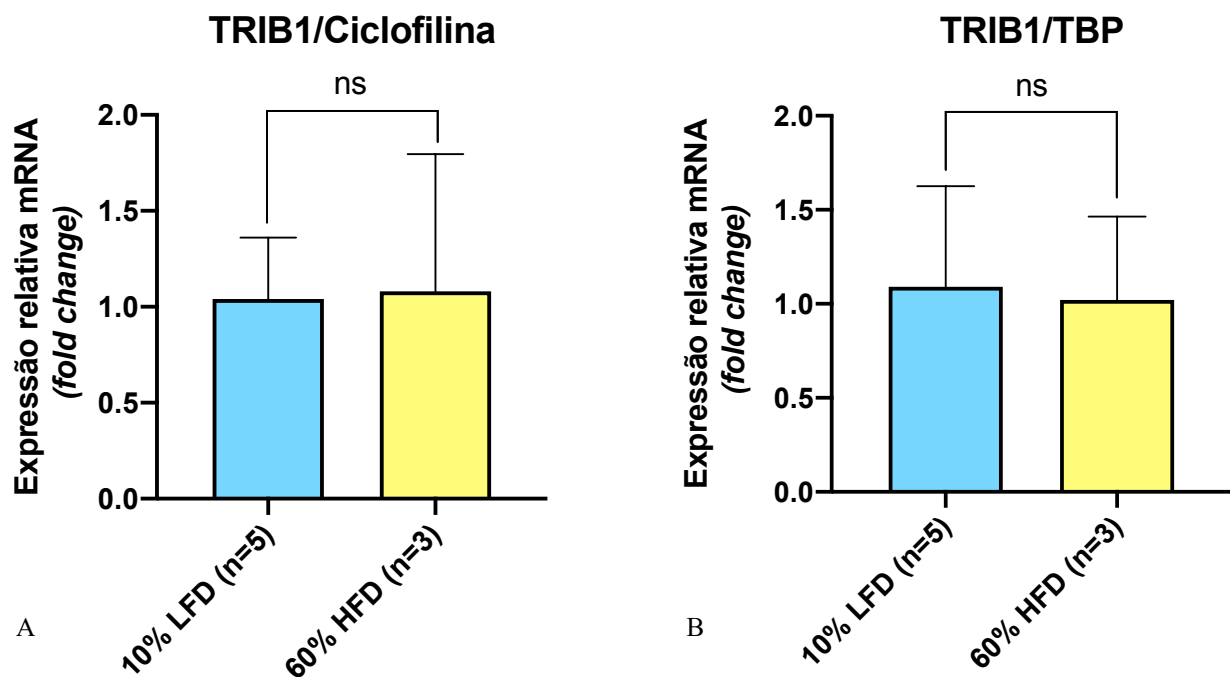 TRIB1/Ciclofilina
ns
Expressão relativa mRNA
(fold change)
2.0
1.5
1.0
0.5
0.0
10% LFD (n=5)
60% HFD (n=3)
A
TRIB1/TBP
ns
Expressão relativa mRNA
(fold change)
2.0
1.5
1.0
0.5
0.0
10% LFD (n=5)
60% HFD (n=3)
B